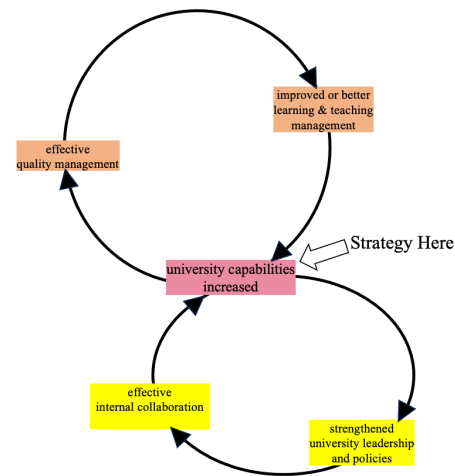 improved or better
learning & teaching
management
effective
quality management
Strategy Here
university capabilities
increased
effective
internal collaboration
strengthened
university leadership
and policies